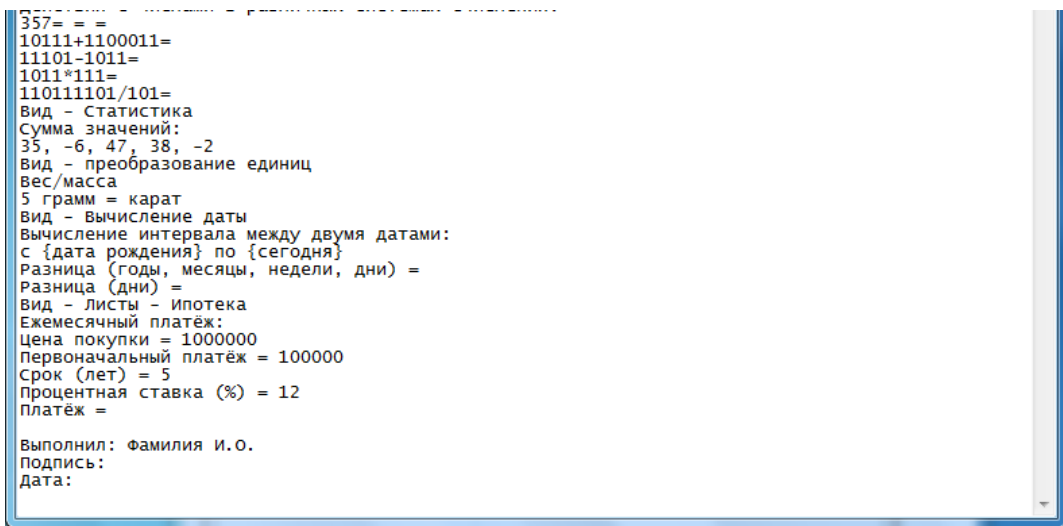 357= = =
10111+1100011=
11101-1011=
1011*111=
110111101/101=
Вид - Статистика
Сумма значений:
35, -6, 47, 38, -2
Вид - преобразование единиц
Вес/масса
5 грамм = карат
Вид - Вычисление даты
Вычисление интервала между двумя датами:
с {дата рождения} по {сегодня}
Разница (годы, месяцы, недели, дни) =
Разница (дни) =
Вид - Листы - Ипотека
Ежемесячный платёж:
Цена покупки = 1000000
Первоначальный платёж = 100000
Срок (лет) = 5
Процентная ставка (%) = 12
Платёж =
Выполнил: Фамилия И.О.
Подпись:
Дата: